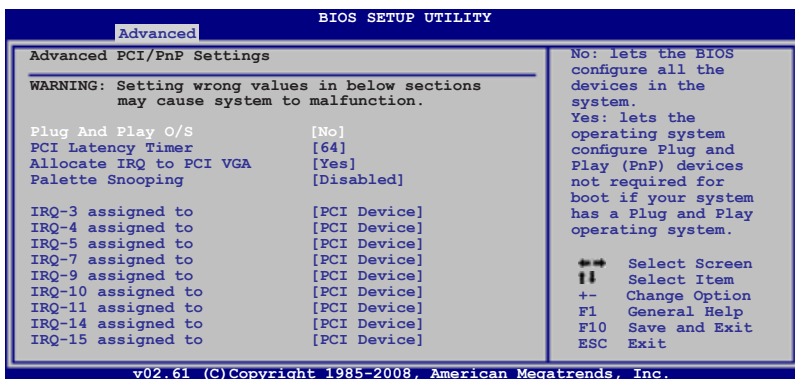 BIOS SETUP UTILITY
Advanced
Advanced PCI/PnP Settings
WARNING: Setting wrong values in below sections
may cause system to malfunction.
Plug And Play O/S [No]
PCI Latency Timer [64]
Allocate IRQ to PCI VGA [Yes]
Palette Snooping [Disabled]
IRQ-3 assigned to [PCI Device]
IRQ-4 assigned to [PCI Device]
IRQ-5 assigned to [PCI Device]
IRQ-7 assigned to [PCI Device]
IRQ-9 assigned to [PCI Device]
IRQ-10 assigned to [PCI Device]
IRQ-11 assigned to [PCI Device]
IRQ-14 assigned to [PCI Device]
IRQ-15 assigned to [PCI Device]
No: lets the BIOS
configure all the
devices in the
system.
Yes: lets the
operating system
configure Plug and
Play (PnP) devices
not required for
boot if your system
has a Plug and Play
operating system.
←→ Select Screen
↑↓ Select Item
+- Change Option
F1 General Help
F10 Save and Exit
ESC Exit
v02.61 (C)Copyright 1985-2008, American Megatrends, Inc.